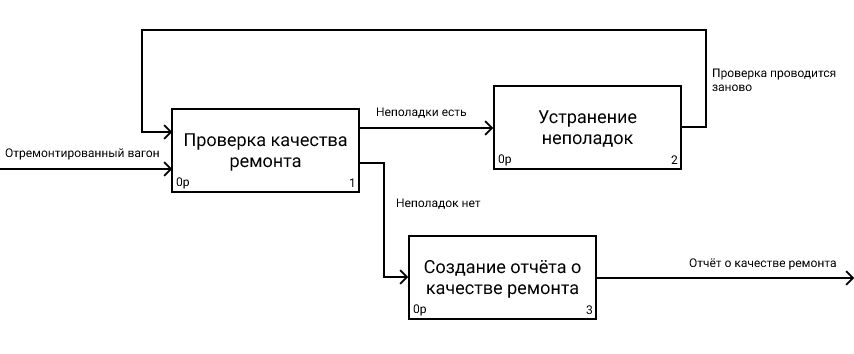 Проверка проводится
заново
Неполадки есть
Устранение
неполадок
0р
2
Отремонтированный вагон
Проверка качества
ремонта
0р
1
Неполадок нет
Создание отчёта о
качестве ремонта
0р
3
Отчёт о качестве ремонта